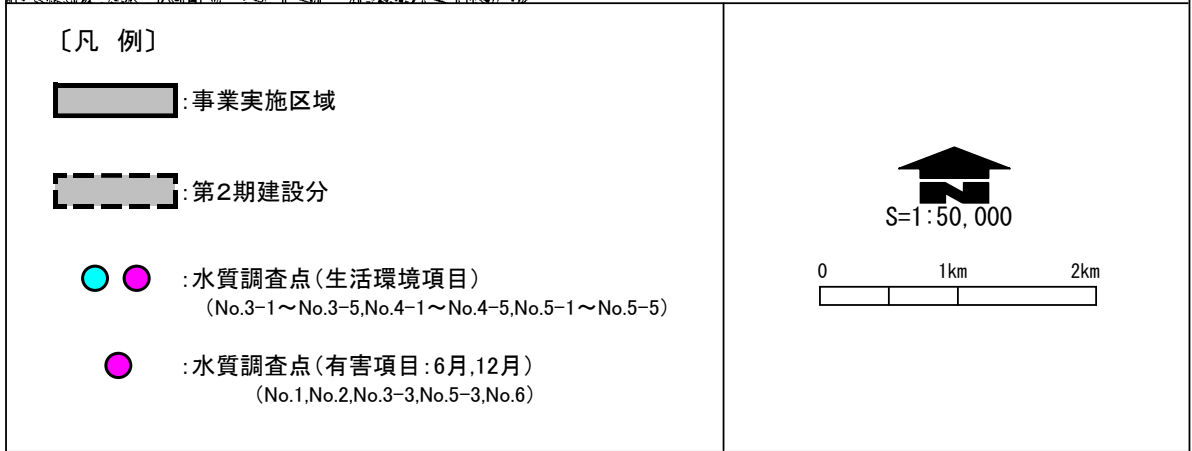 〔凡 例〕
:事業実施区域
:第2期建設分
:水質調査点(生活環境項目)
(No.3-1～No.3-5,No.4-1～No.4-5,No.5-1～No.5-5)
:水質調査点(有害項目:6月,12月)
(No.1,No.2,No.3-3,No.5-3,No.6)
N
S=1:50,000
0 1km 2km